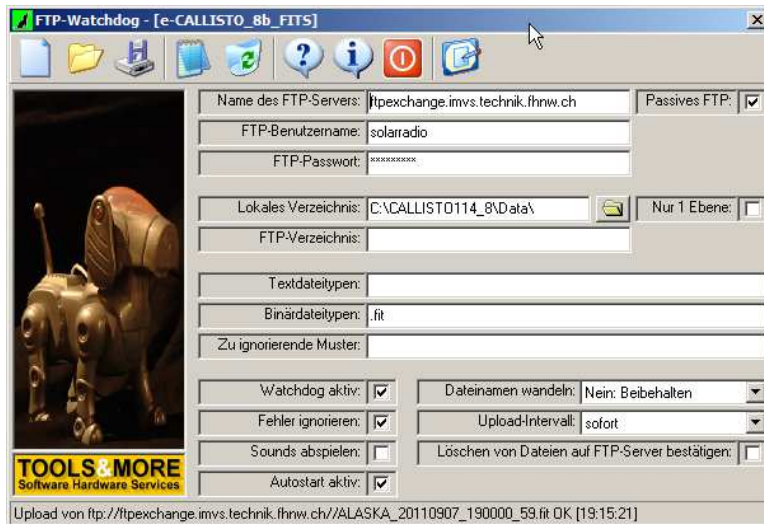 FTP-Watchdog - [e-CALLISTO_8b_FITS]
Name des FTP-Servers: ftpexchange.imvs.technik.fhnw.ch Passives FTP:
FTP-Benutzername: solarradio
FTP-Passwort: *********
Lokales Verzeichnis: C:\CALLISTO114_8\Data\ Nur 1 Ebene:
FTP-Verzeichnis:
Textdateitypen:
Binärdateitypen: .fit
Zu ignorierende Muster:
Watchdog aktiv: Dateinamen wandeln: Nein: Beibehalten
Fehler ignorieren: Upload-Intervall: sofort
Sounds abspielen: Löschen von Dateien auf FTP-Server bestätigen:
Autostart aktiv:
TOOLS&MORE
Software Hardware Services
Upload von ftp://ftpexchange.imvs.technik.fhnw.ch//ALASKA_20110907_190000_59.fit OK [19:15:21]